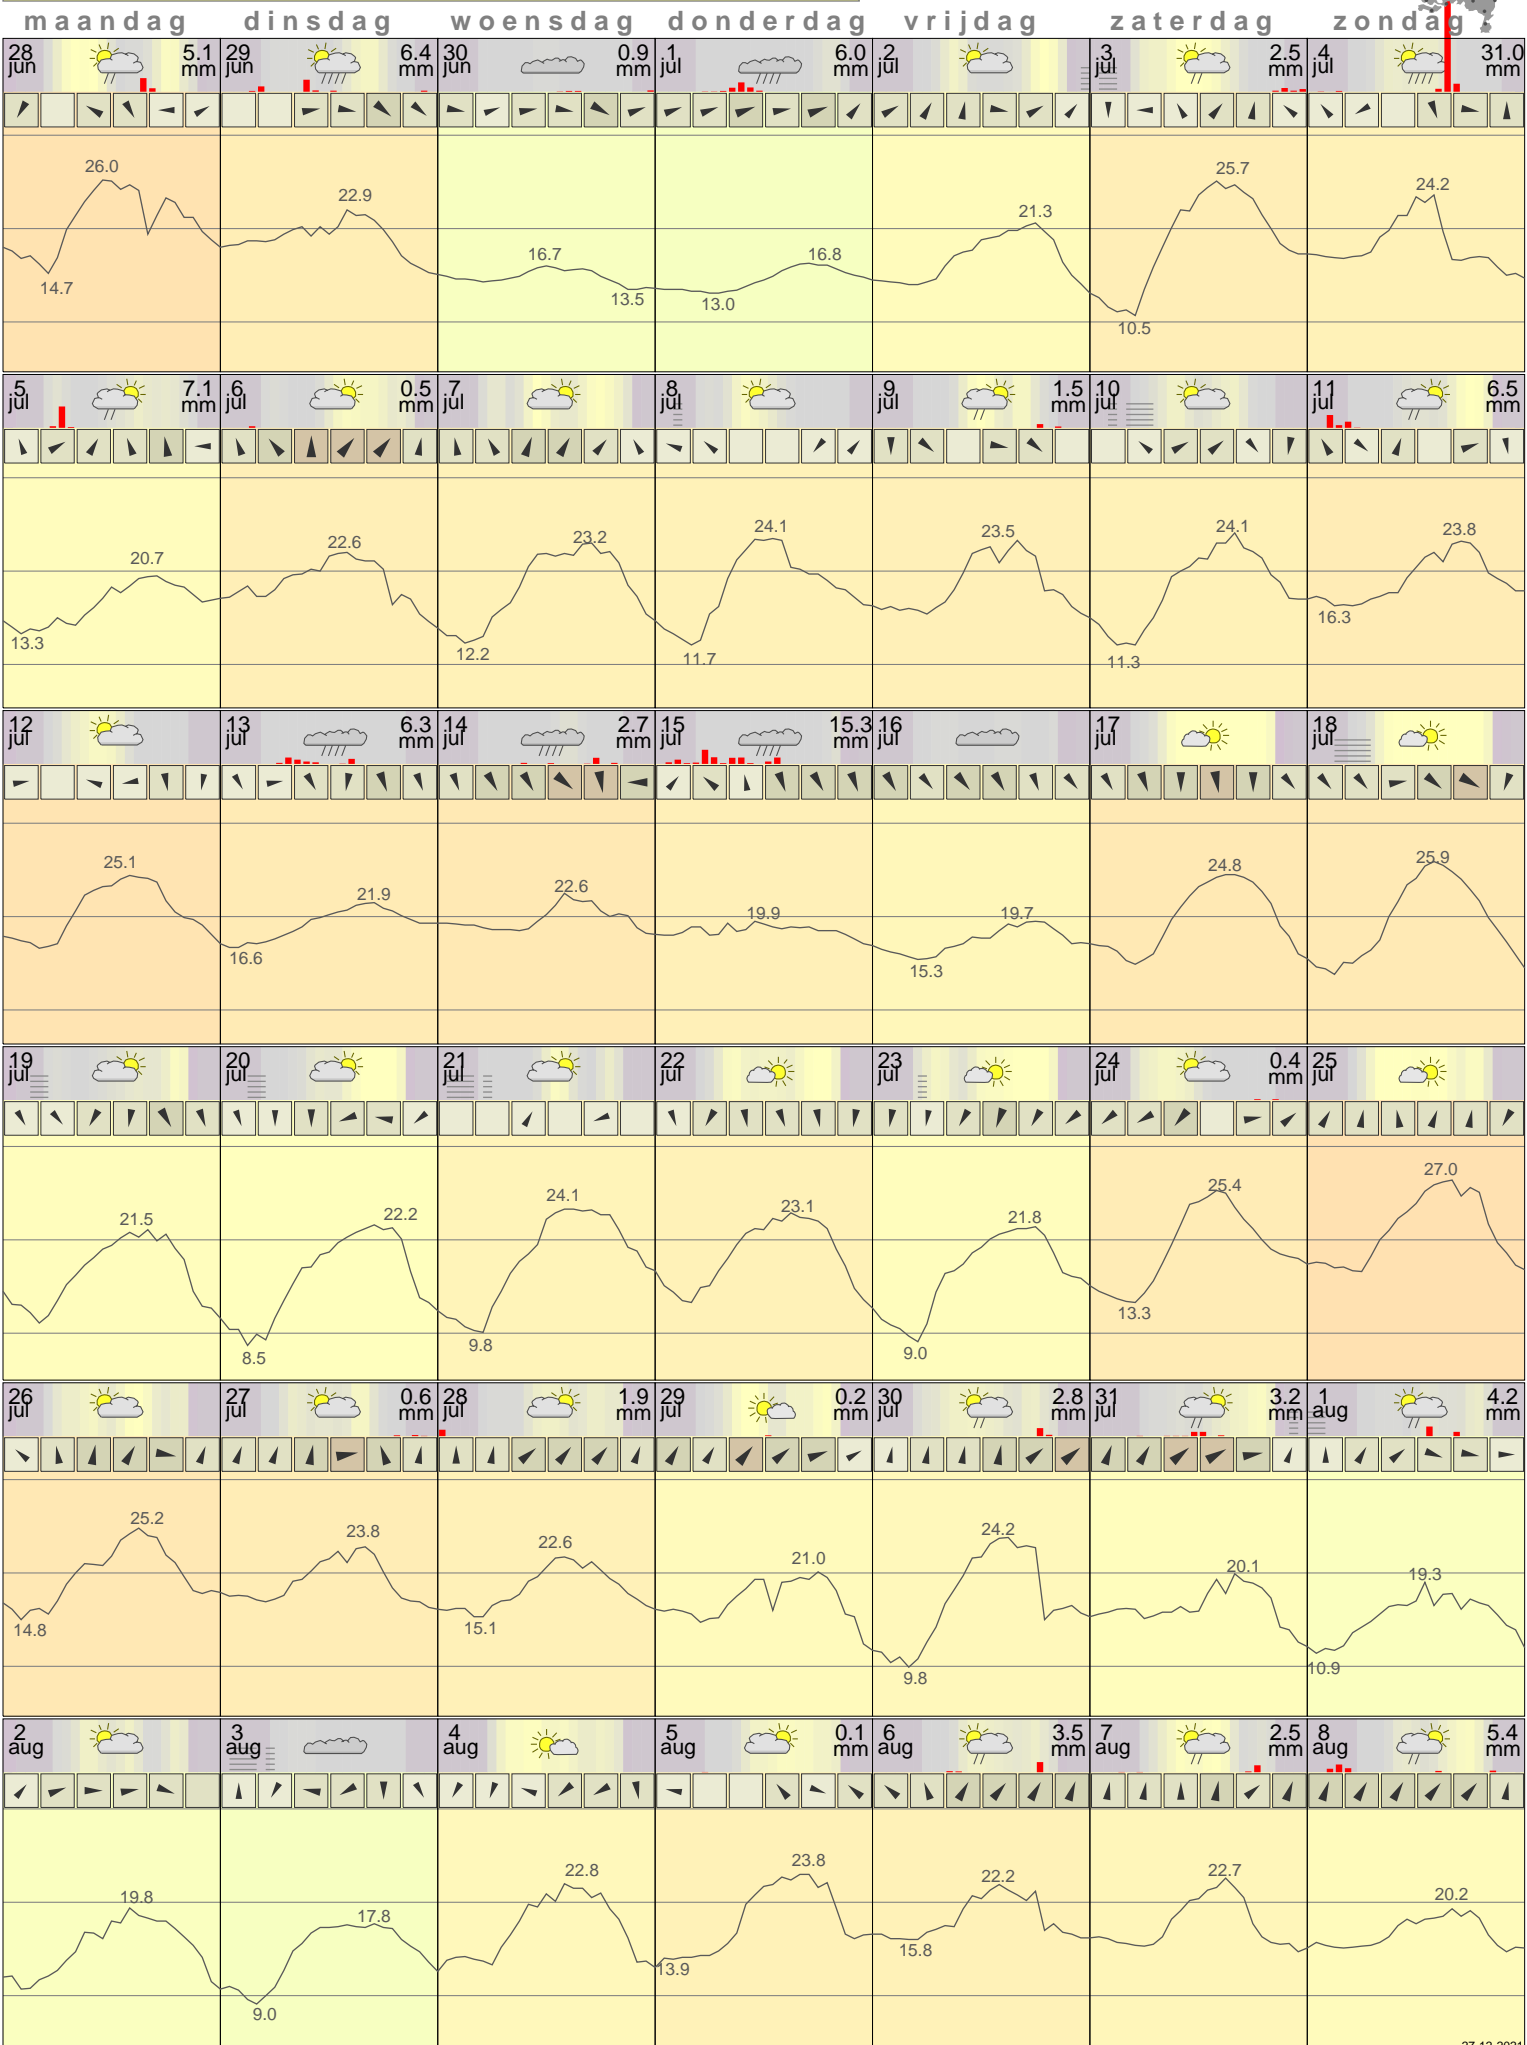 maandag dinsdag woensdag donderdag vrijdag zaterdag zondag
28 5.1 29 6.4 30 0.9 1 6.0 2 3 2.5 4 31.0
jun mm jun mm jun mm jul mm jul jul mm jul mm
26.0 22.9 16.7 16.8 21.3 25.7 24.2
14.7 13.5 13.0 10.5
5 7.1 6 0.5 7 8 9 1.5 10 11 6.5
jul mm jul mm jul jul jul mm jul jul mm
20.7 22.6 23.2 24.1 23.5 24.1 23.8
13.3 12.2 11.7 11.3 16.3
12 13 6.3 14 2.7 15 15.3 16 17 18
jul jul mm jul mm jul mm jul jul jul
25.1 21.9 22.6 19.9 19.7 24.8 25.9
16.6 15.3
19 20 21 22 23 24 0.4 25
jul jul jul jul jul jul mm jul
21.5 22.2 24.1 23.1 21.8 25.4 27.0
8.5 9.8 9.0 13.3
26 27 0.6 28 1.9 29 0.2 30 2.8 31 3.2 1 4.2
jul jul mm jul mm jul mm jul mm jul mm aug mm
25.2 23.8 22.6 21.0 24.2 20.1 19.3
14.8 15.1 9.8 10.9
2 3 4 5 0.1 6 3.5 7 2.5 8 5.4
aug aug aug aug mm aug mm aug mm aug mm
19.8 17.8 22.8 23.8 22.2 22.7 20.2
9.0 13.9 15.8